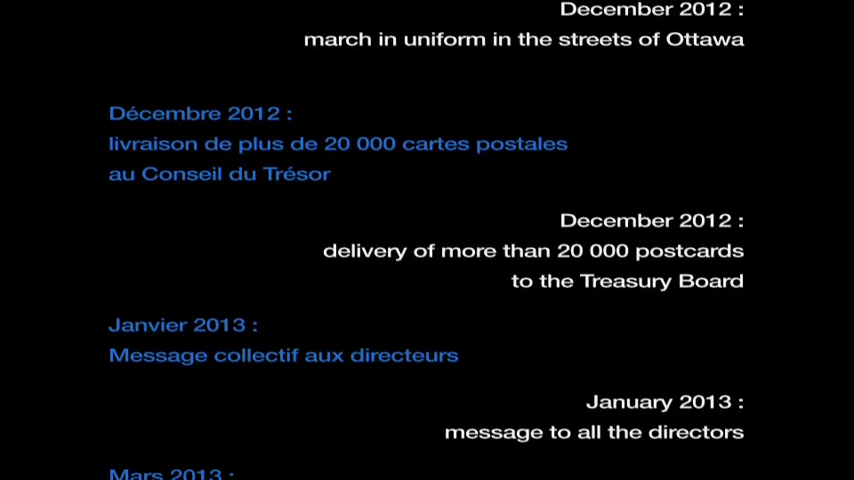 December 2012 :
march in uniform in the streets of Ottawa
Décembre 2012 :
livraison de plus de 20 000 cartes postales
au Conseil du Trésor
December 2012 :
delivery of more than 20 000 postcards
to the Treasury Board
Janvier 2013 :
Message collectif aux directeurs
January 2013 :
message to all the directors
Mars 2013 :